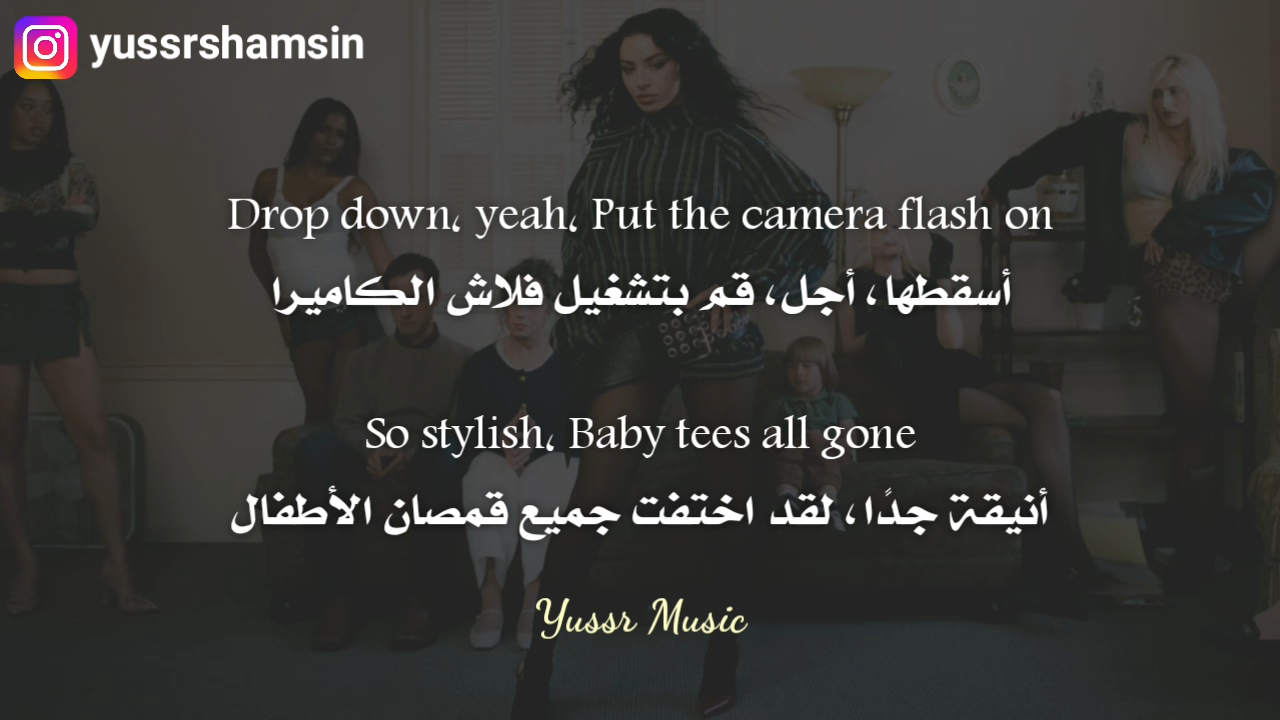 yussrshamsin
Drop down، yeah، Put the camera flash on
أسقطها، أجل، قم بتشغيل فلاش الكاميرا
So stylish، Baby tees all gone
أنيقة جدًا، لقد اختفت جميع قمصان الأطفال
Yussr Music